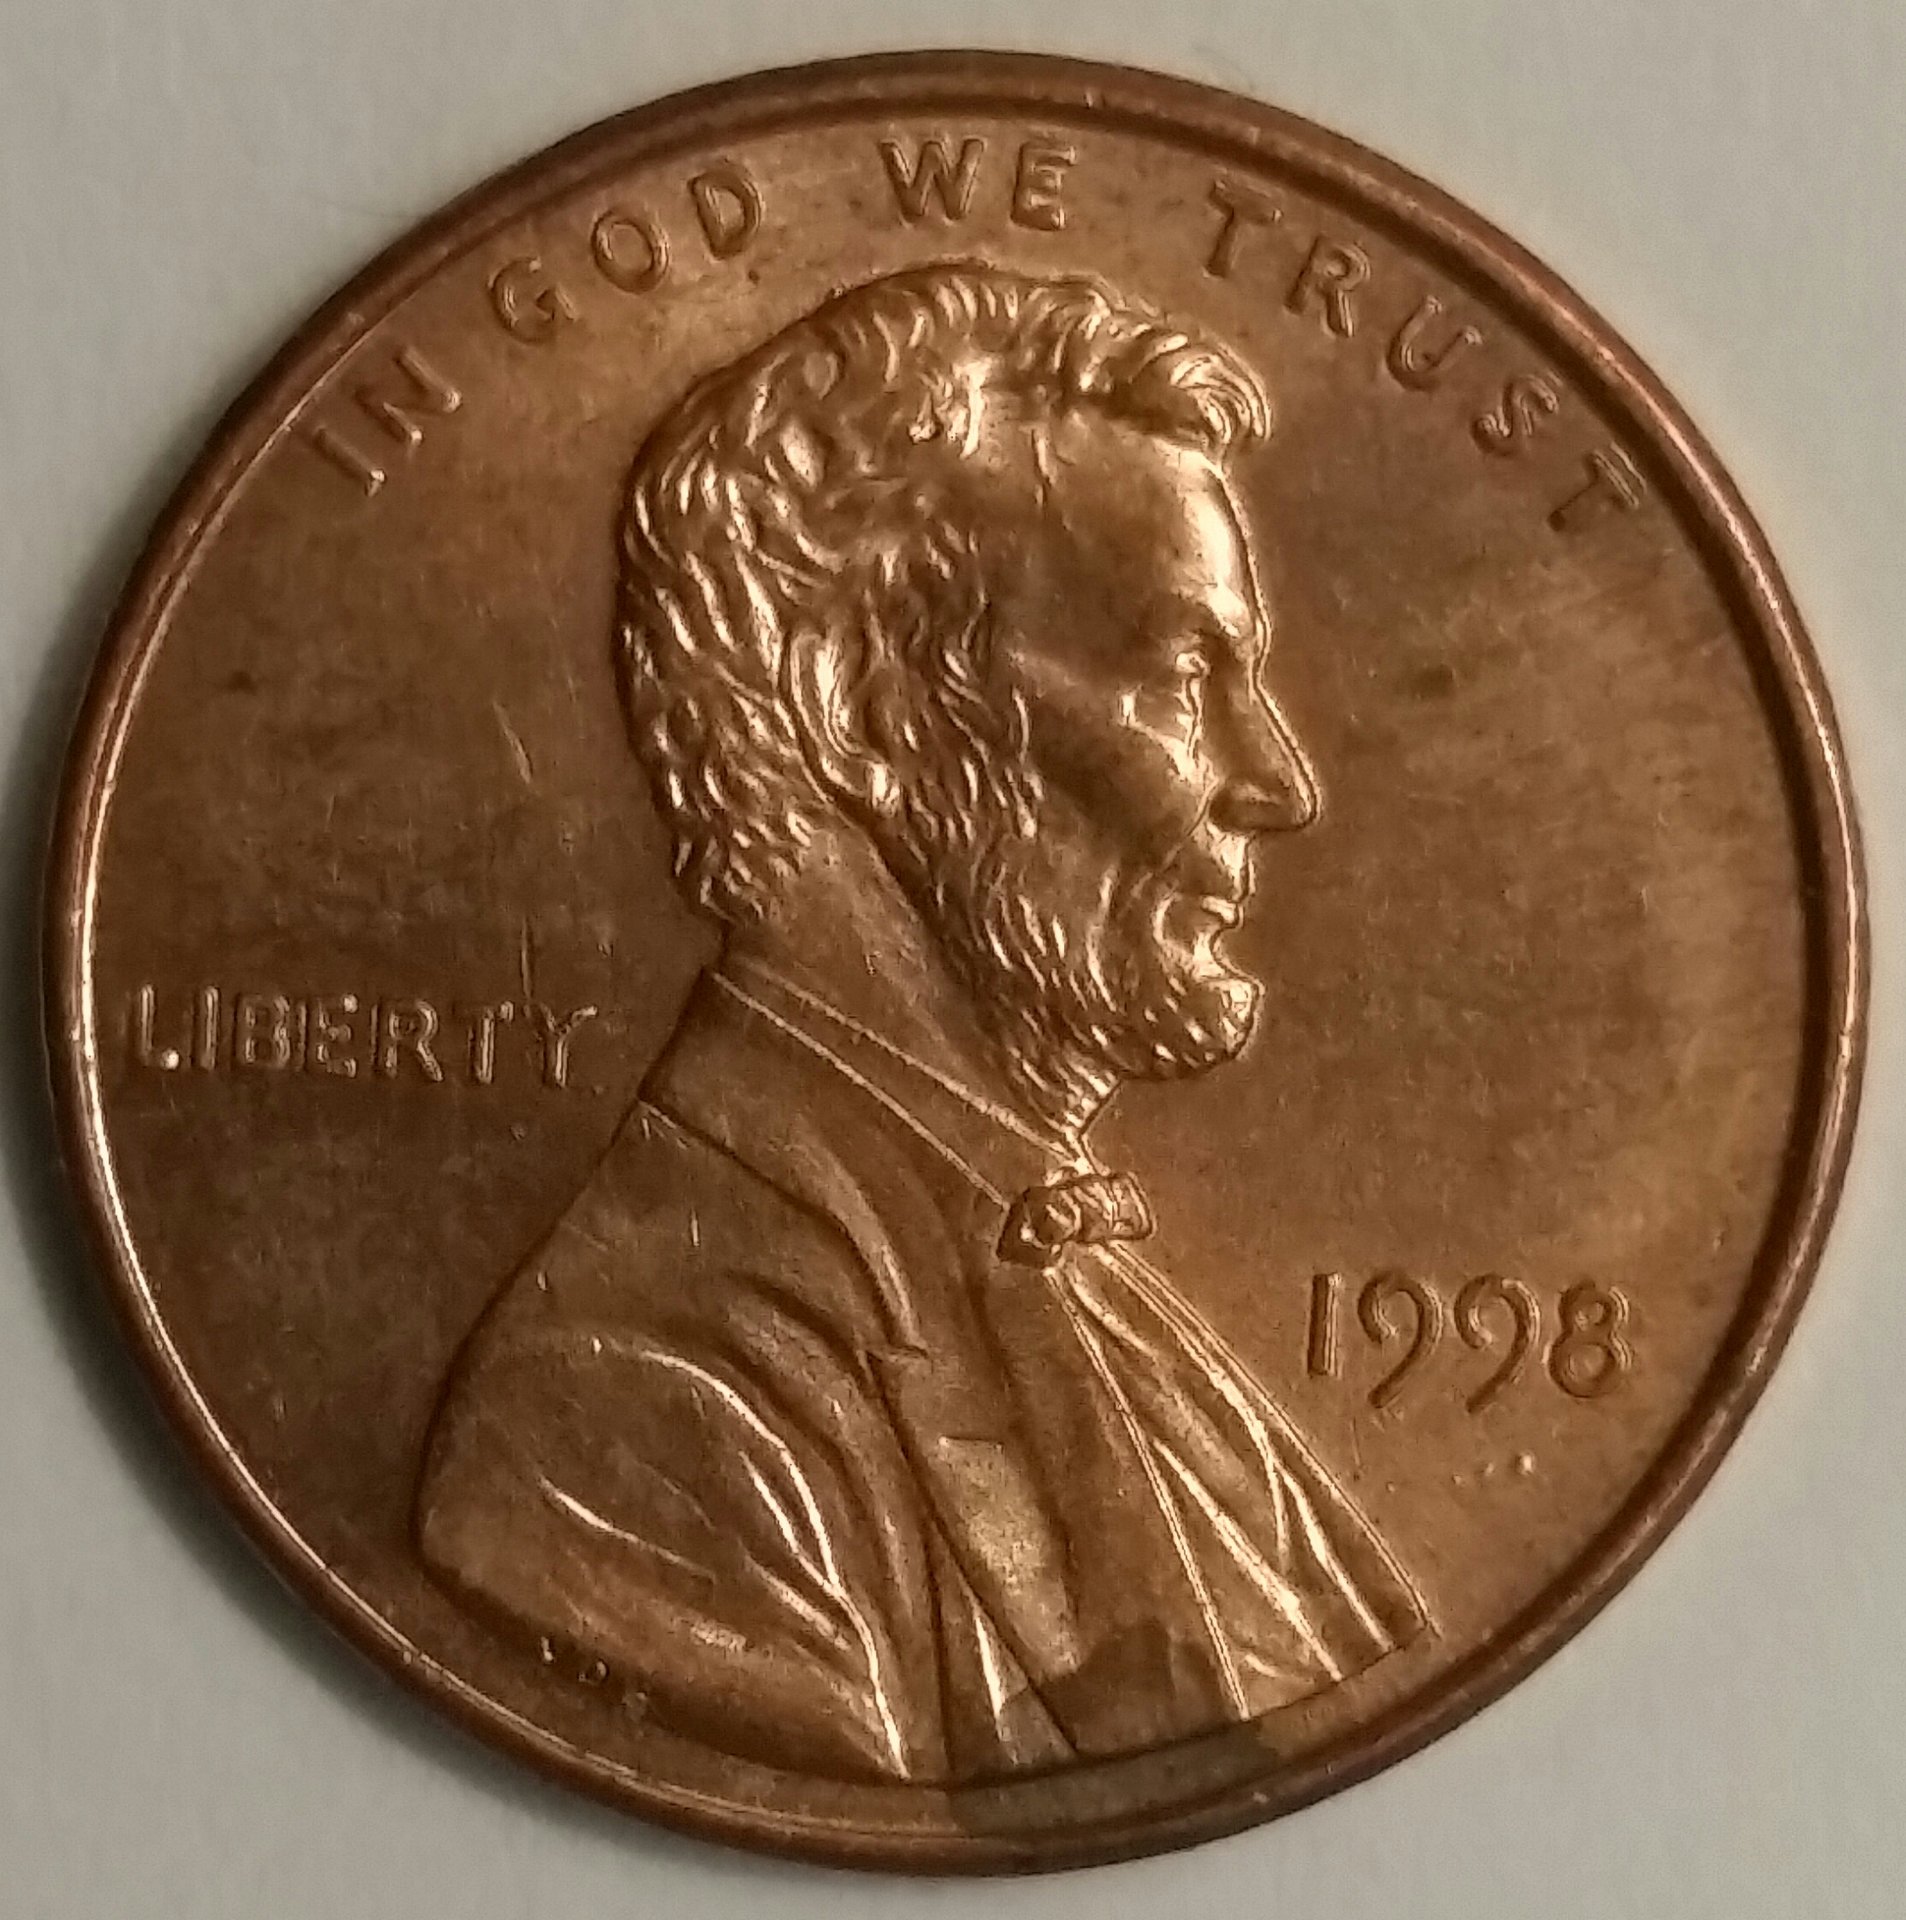 IN GOD WE TRUST
LIBERTY
1998